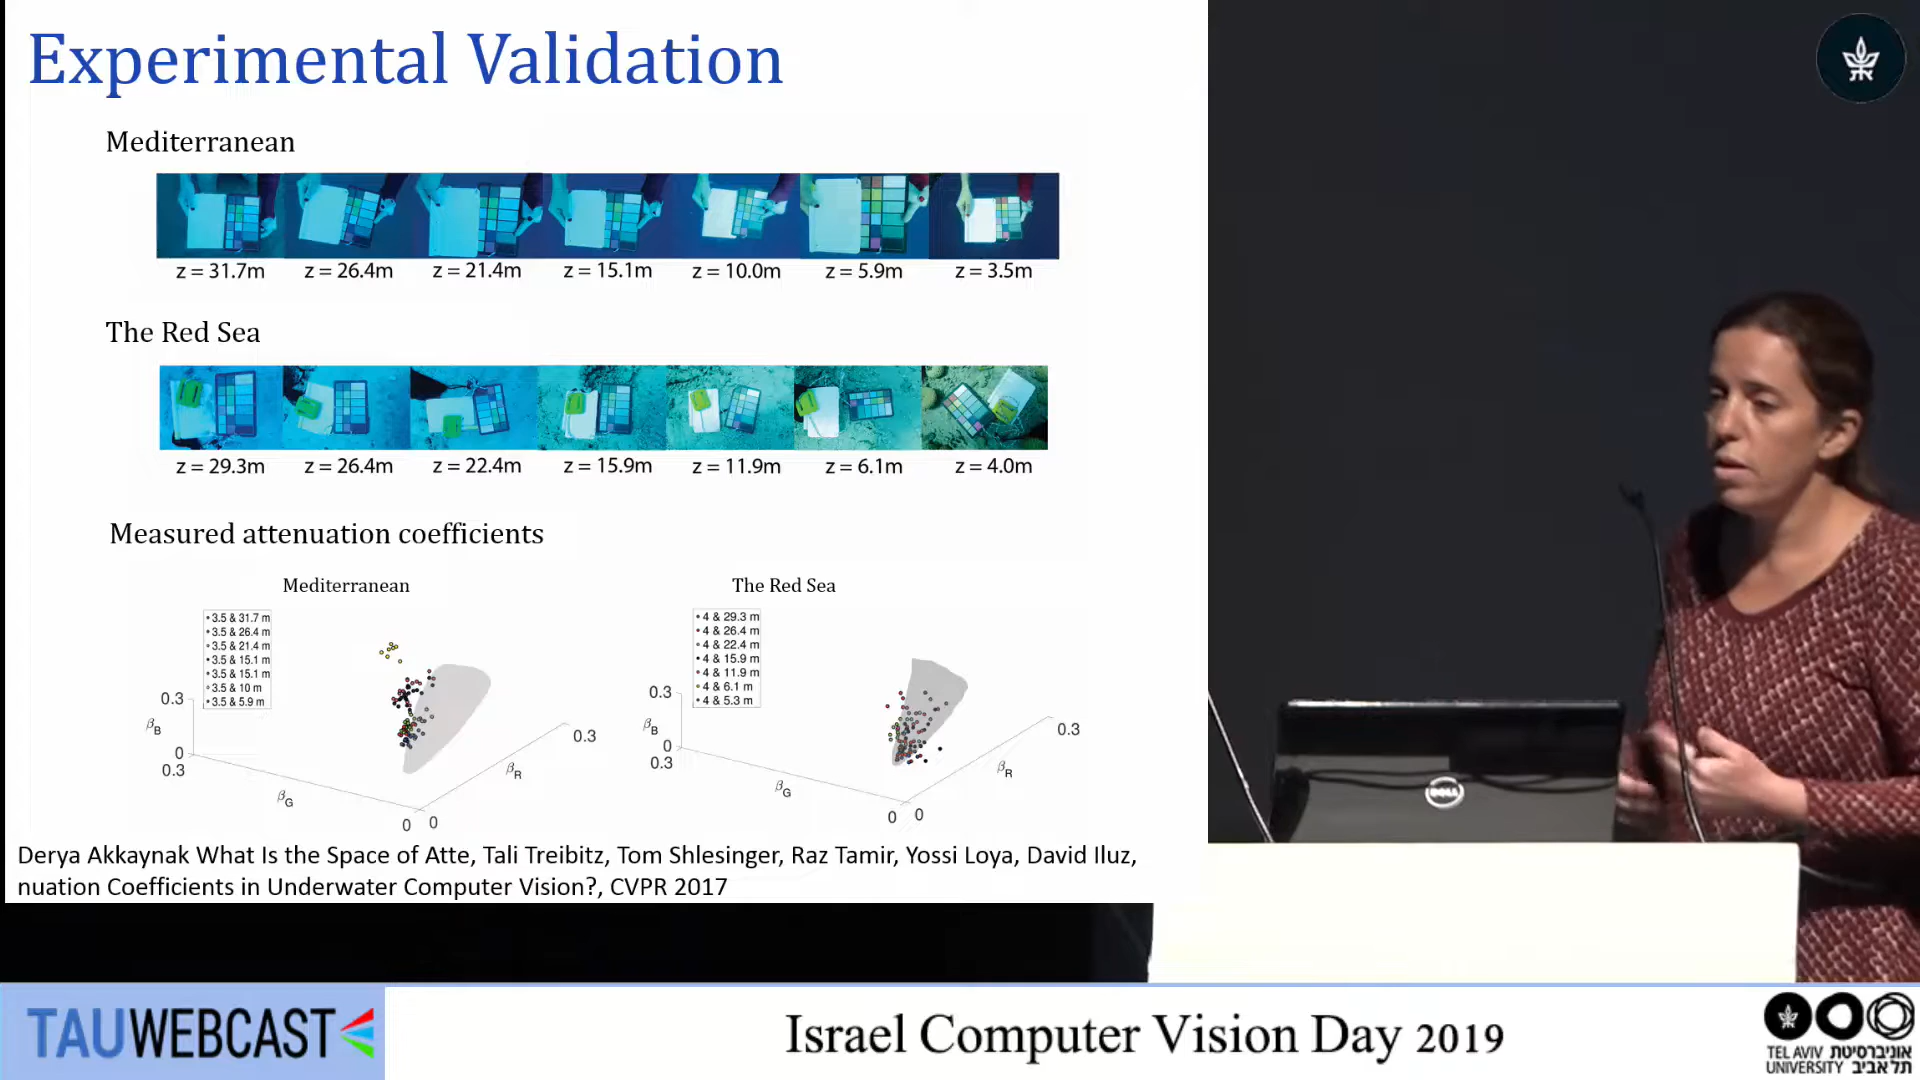 Experimental Validation
Mediterranean
z = 31.7m z = 26.4m z = 21.4m z = 15.1m z = 10.0m z = 5.9m z = 3.5m
The Red Sea
z = 29.3m z = 26.4m z = 22.4m z = 15.9m z = 11.9m z = 6.1m z = 4.0m
Measured attenuation coefficients
Mediterranean
3.5 & 31.7 m
3.5 & 26.4 m
3.5 & 21.4 m
3.5 & 15.1 m
3.5 & 15.1 m
3.5 & 10 m
3.5 & 5.9 m
0.3
βB
0
0.3
βG
0 0
βR
0.3
The Red Sea
4 & 29.3 m
4 & 26.4 m
4 & 22.4 m
4 & 15.9 m
4 & 11.9 m
4 & 6.1 m
4 & 5.3 m
0.3
βB
0
0.3
βG
0 0
βR
0.3
Derya Akkaynak What Is the Space of Atte, Tali Treibitz, Tom Shlesinger, Raz Tamir, Yossi Loya, David Iluz,
nuation Coefficients in Underwater Computer Vision?, CVPR 2017
DELL
TAUWEBCAST
Israel Computer Vision Day 2019
TEL AVIV אוניברסיטת
UNIVERSITY תל אביב